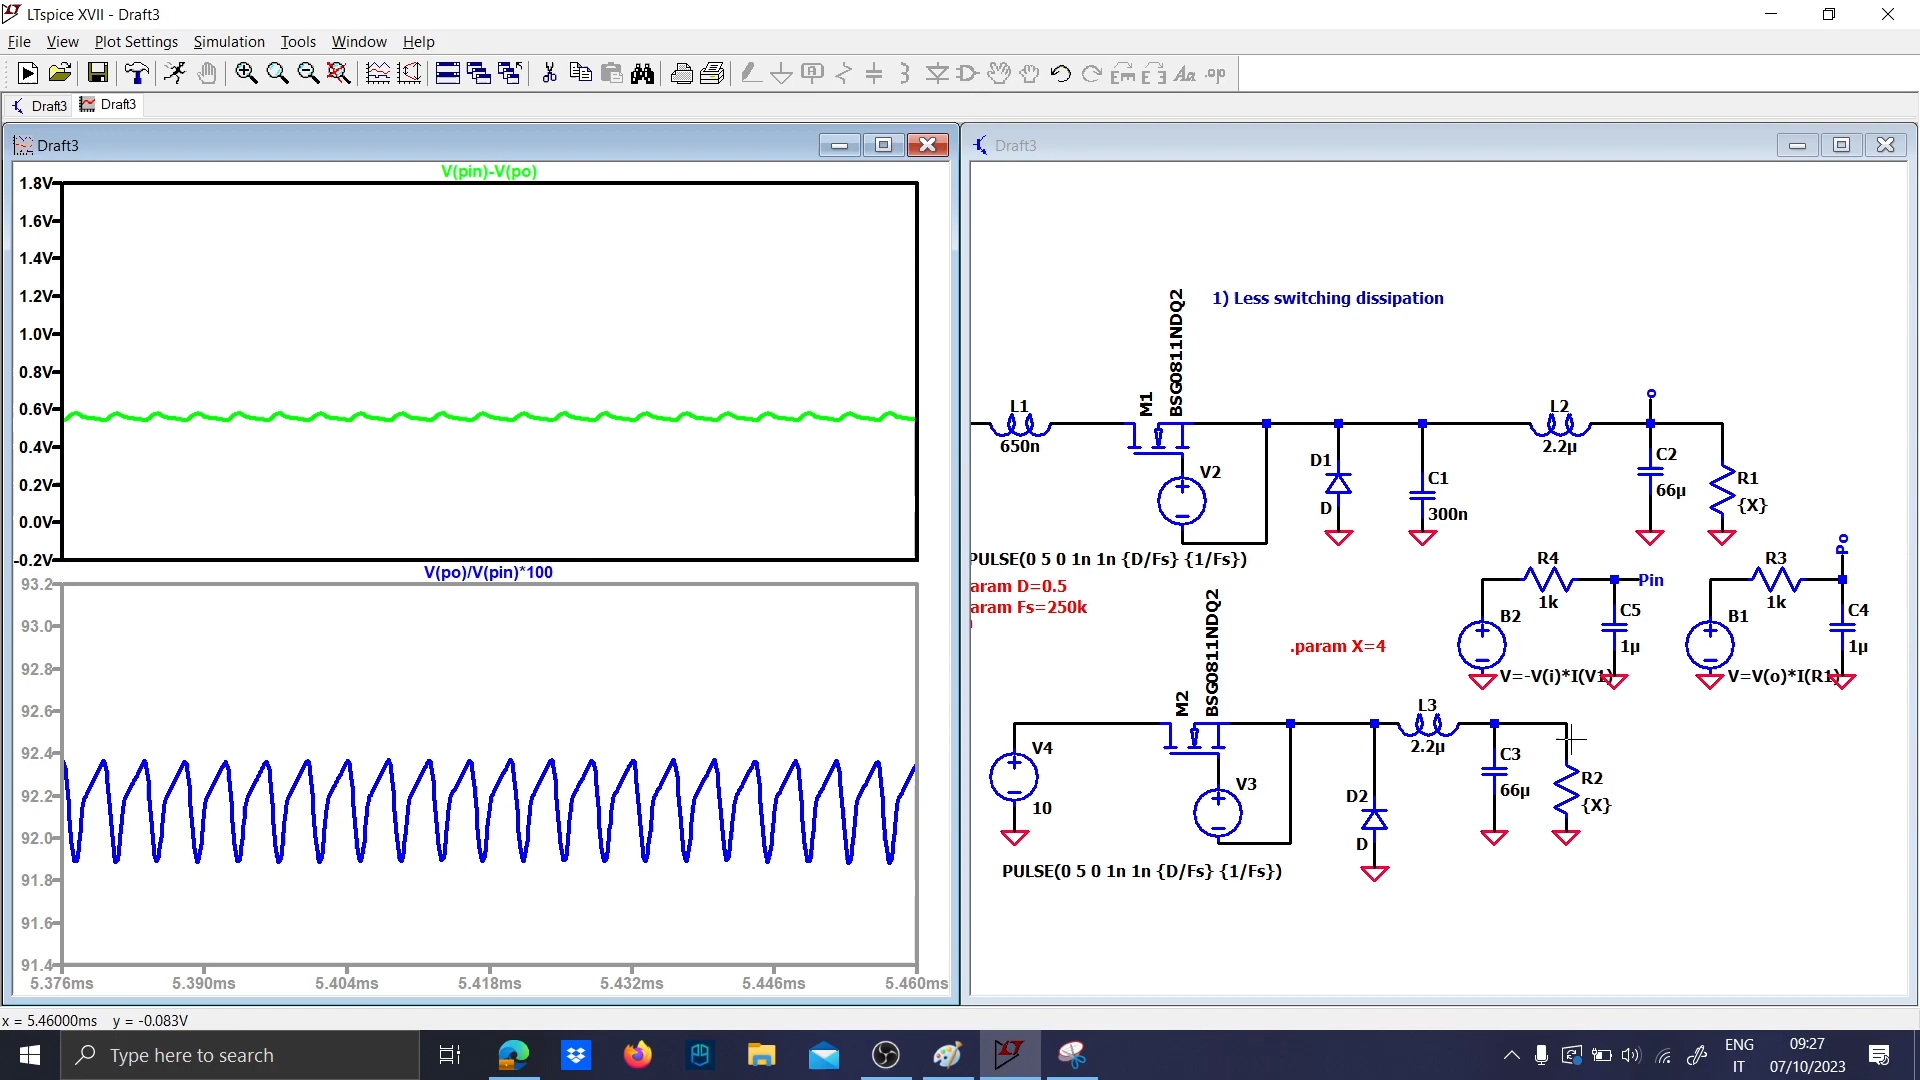 LTspice XVII - Draft3
File View Plot Settings Simulation Tools Window Help
Draft3 Draft3
Draft3
V(pin)-V(po)
1.8V
1.6V
1.4V
1.2V
1.0V
0.8V
0.6V
0.4V
0.2V
0.0V
-0.2V
V(po)/V(pin)*100
93.2
93.0
92.8
92.6
92.4
92.2
92.0
91.8
91.6
91.4
5.376ms 5.390ms 5.404ms 5.418ms 5.432ms 5.446ms 5.460ms
Draft3
1) Less switching dissipation
BSG0811NDQ2
M1
L1
650n
V2
D1
D
C1
300n
L2
2.2µ
o
C2
66µ
R1
{X}
PULSE(0 5 0 1n 1n {D/Fs} {1/Fs})
aram D=0.5
aram Fs=250k
.param X=4
R4
1k
Pin
B2
C5
1µ
V=-V(i)*I(V1)
R3
1k
Po
B1
C4
1µ
V=V(o)*I(R1)
BSG0811NDQ2
M2
V4
10
V3
D2
D
L3
2.2µ
C3
66µ
R2
{X}
PULSE(0 5 0 1n 1n {D/Fs} {1/Fs})
x = 5.46000ms y = -0.083V
Type here to search
ENG
IT
09:27
07/10/2023